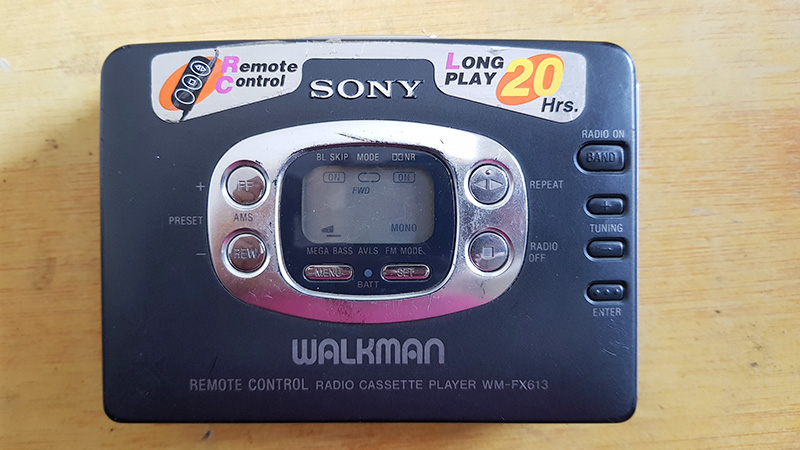 Remote
Control
SONY
LONG
PLAY 20
Hrs.
RADIO ON
BAND
BL SKIP MODE NR
ON ON
FWD
FF
REPEAT
+
PRESET
AMS
-
+
TUNING
-
MONO
REW
RADIO
OFF
MEGA BASS AVLS FM MODE
MENU SET
BATT
ENTER
WALKMAN
REMOTE CONTROL RADIO CASSETTE PLAYER WM-FX613